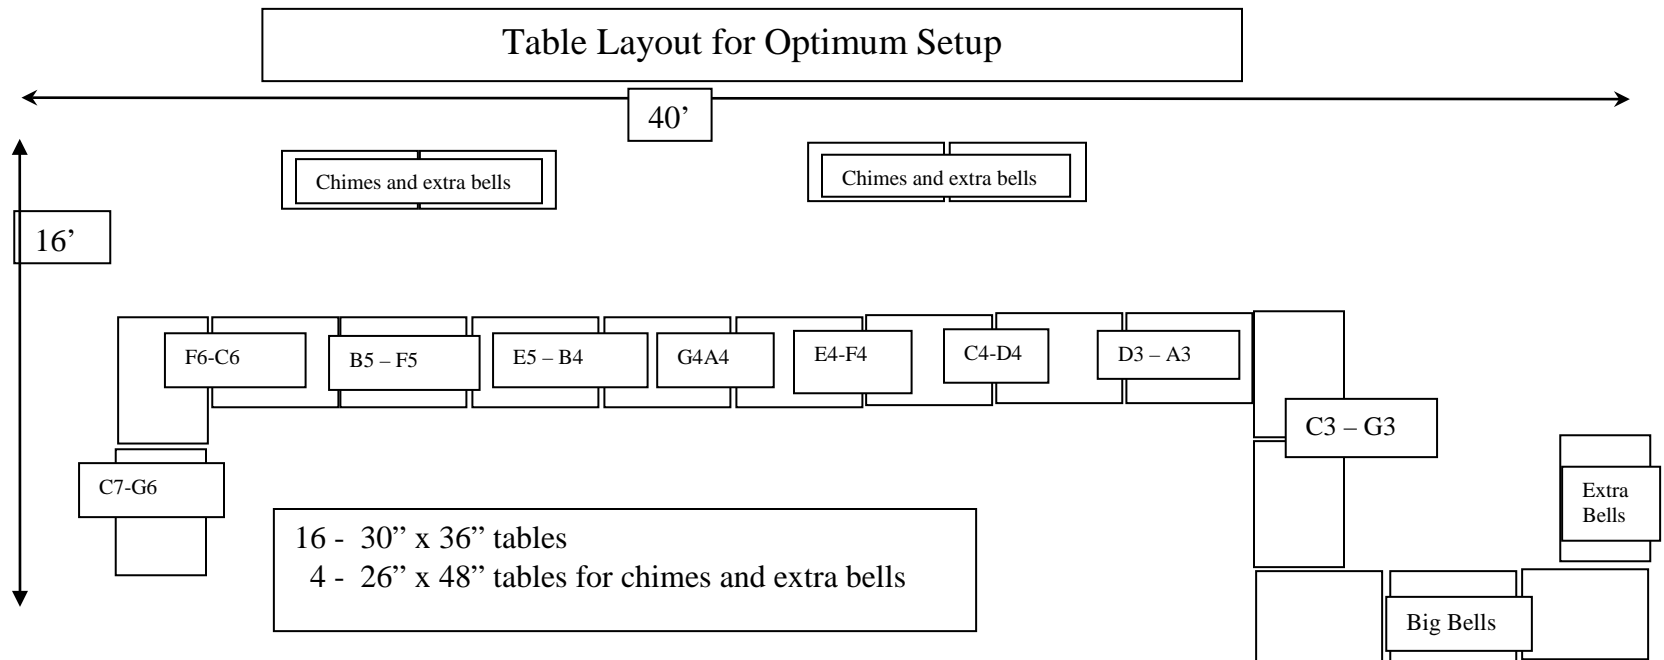 Table Layout for Optimum Setup
40’
Chimes and extra bells
Chimes and extra bells
16’
F6-C6
B5 – F5
E5 – B4
G4A4
E4-F4
C4-D4
D3 – A3
C3 – G3
C7-G6
Extra
Bells
16 - 30” x 36” tables
4 - 26” x 48” tables for chimes and extra bells
Big Bells